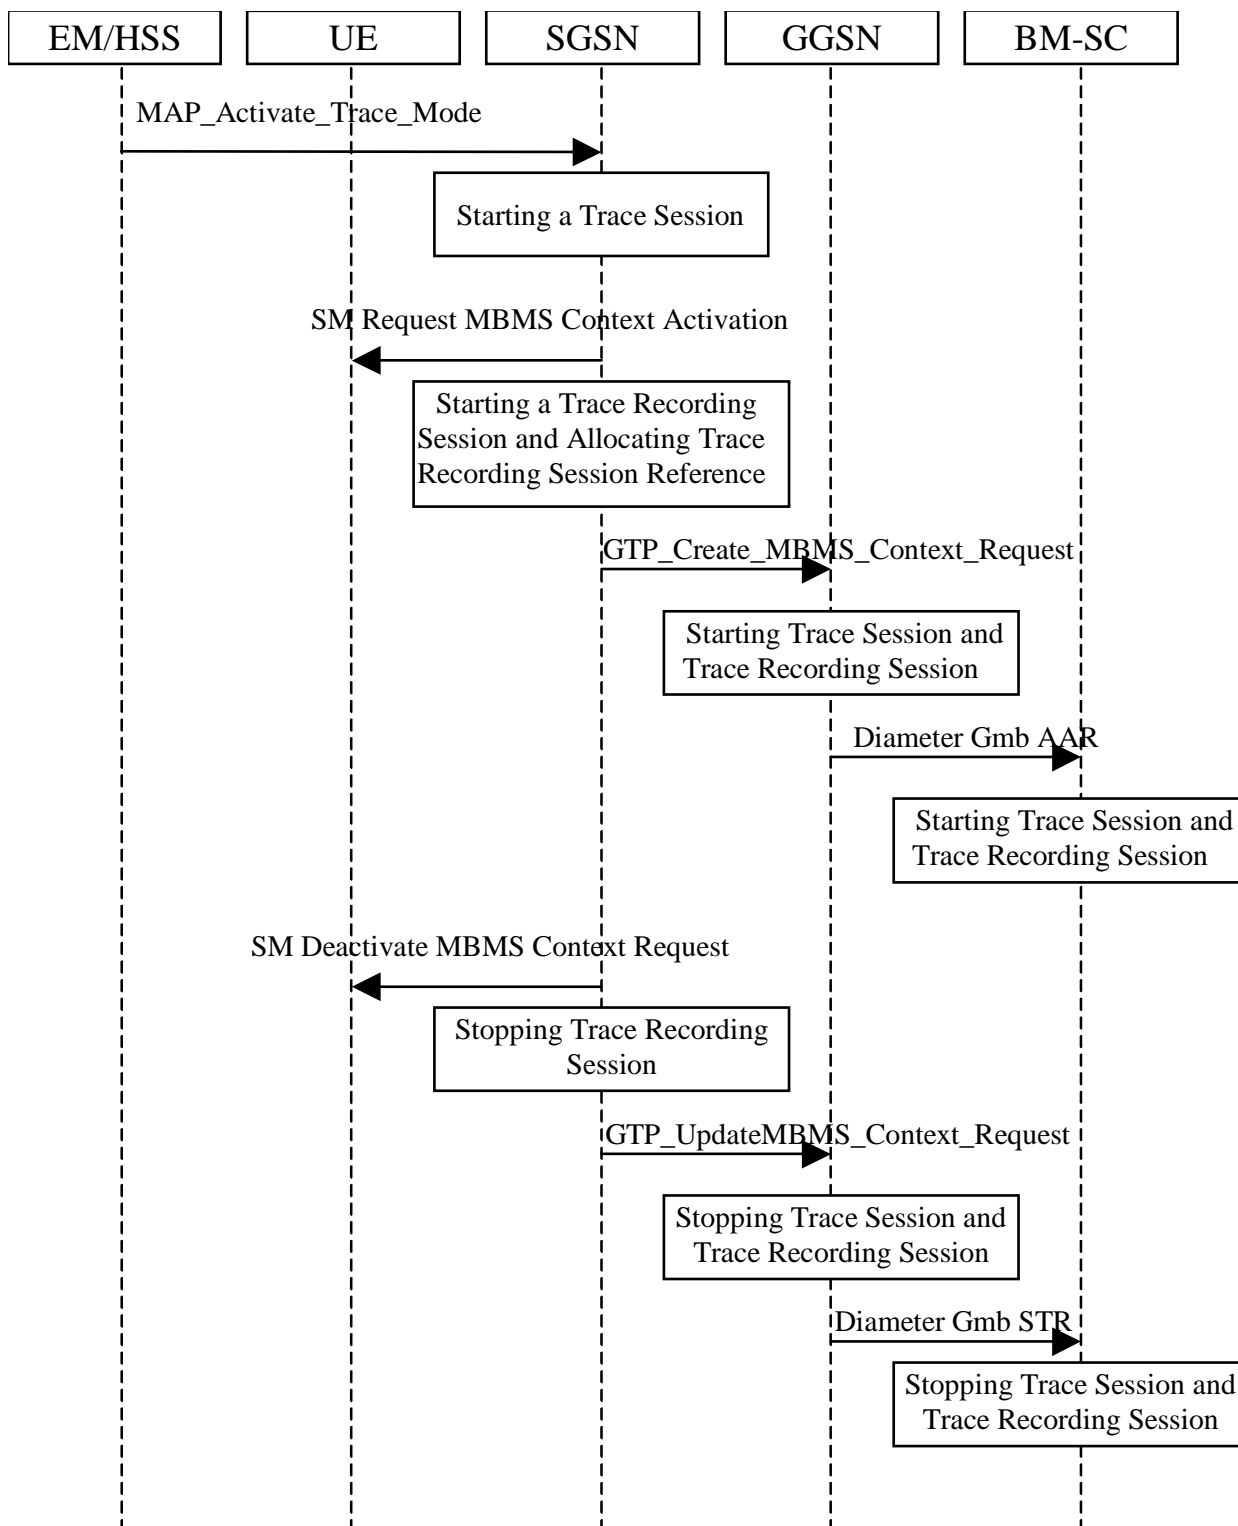 EM/HSS
UE
SGSN
GGSN
BM-SC
MAP_Activate_Trace_Mode
Starting a Trace Session
SM Request MBMS Context Activation
Starting a Trace Recording
Session and Allocating Trace
Recording Session Reference
GTP_Create_MBMS_Context_Request
Starting Trace Session and
Trace Recording Session
Diameter Gmb AAR
Starting Trace Session and
Trace Recording Session
SM Deactivate MBMS Context Request
Stopping Trace Recording
Session
GTP_UpdateMBMS_Context_Request
Stopping Trace Session and
Trace Recording Session
Diameter Gmb STR
Stopping Trace Session and
Trace Recording Session